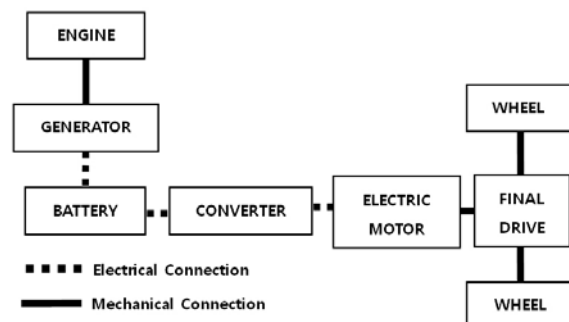 ENGINE
GENERATOR
WHEEL
BATTERY
CONVERTER
ELECTRIC
MOTOR
FINAL
DRIVE
WHEEL
Electrical Connection
Mechanical Connection